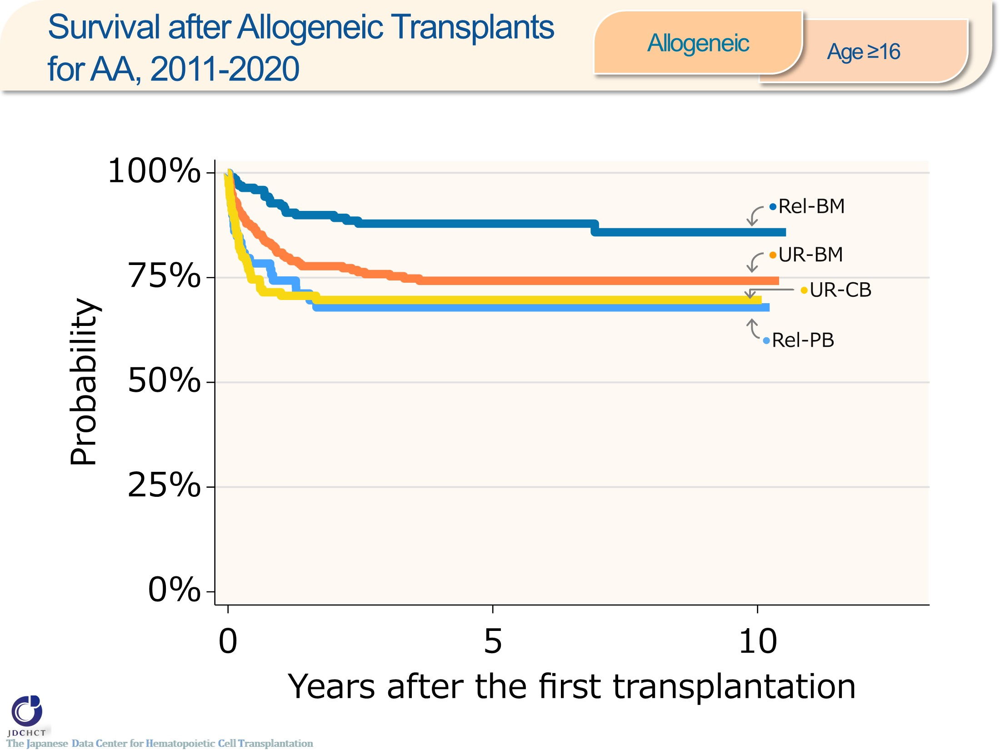 Survival after Allogeneic Transplants
for AA, 2011-2020
Allogeneic
Age ≥16
100%
75%
50%
25%
0%
Probability
Rel-BM
UR-BM
UR-CB
Rel-PB
0
5
10
Years after the first transplantation
JDCHCT
The Japanese Data Center for Hematopoietic Cell Transplantation